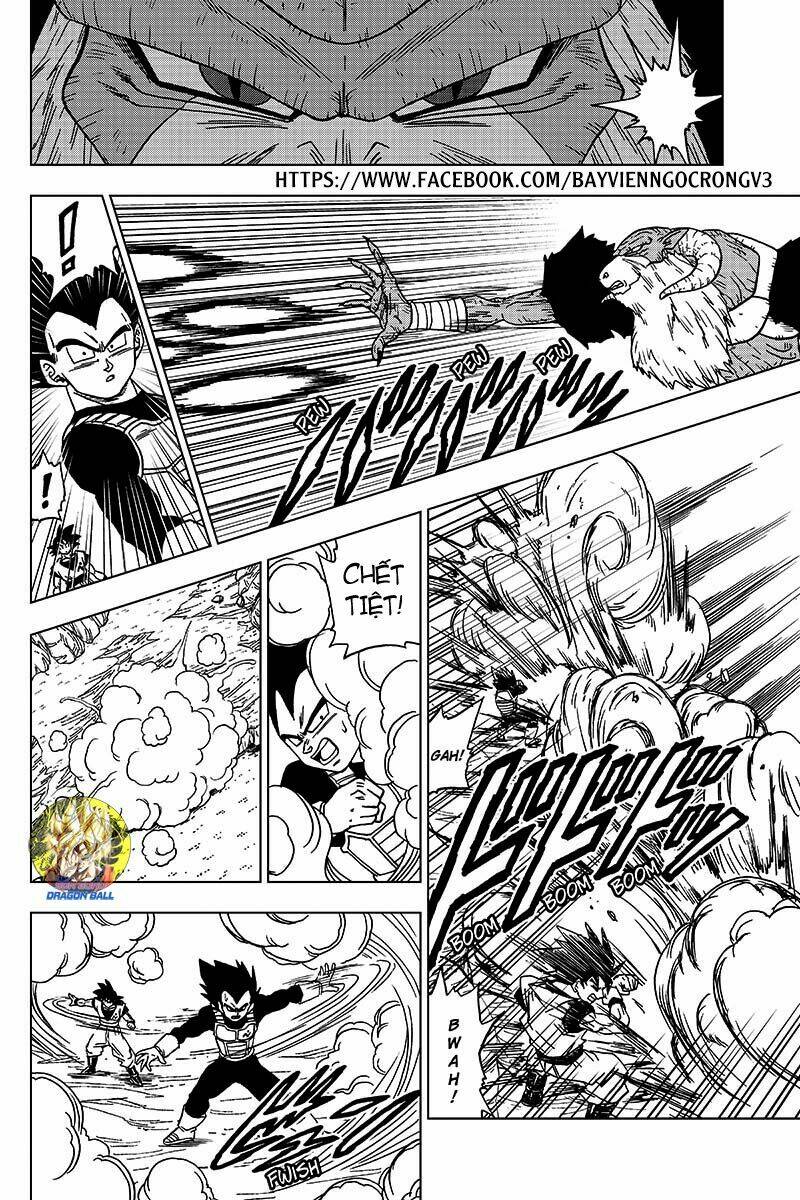 HTTPS://WWW.FACEBOOK.COM/BAYVIENNGOCRONGV3
!
PEW
PEW
PEW
!
CHẾT
TIỆT!
GAH!
BOOM
BOOM
BOOM
BWAH!
DRAGON BALL
FWISH